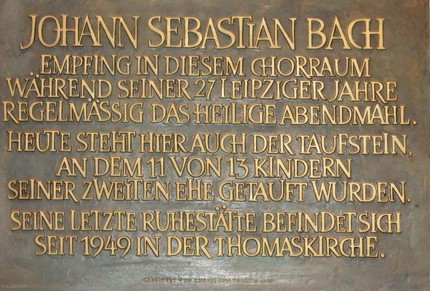 JOHANN SEBASTIAN BACH
EMPFING IN DIESEM CHORRAUM
WÄHREND SEINER 27 LEIPZIGER JAHRE
REGELMÄSSIG DAS HEILIGE ABENDMAHL.
HEUTE STEHT HIER AUCH DER TAUFSTEIN,
AN DEM 11 VON 13 KINDERN
SEINER ZWEITEN EHE GETAUFT WURDEN.
SEINE LETZTE RUHESTÄTTE BEFINDET SICH
SEIT 1949 IN DER THOMASKIRCHE.
GESTIFTET VON